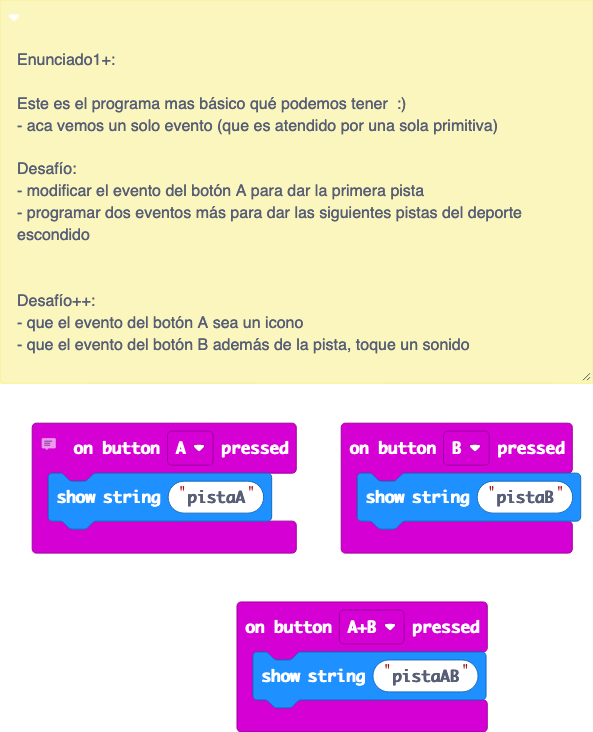 Enunciado1+:
Este es el programa mas básico qué podemos tener  :)
- aca vemos un solo evento (que es atendido por una sola primitiva)
Desafío:
- modificar el evento del botón A para dar la primera pista
- programar dos eventos más para dar las siguientes pistas del deporte
escondido
Desafío++:
- que el evento del botón A sea un icono
- que el evento del botón B además de la pista, toque un sonido
on button A pressed
show string "pistaA"
on button B pressed
show string "pistaB"
on button A+B pressed
show string "pistaAB"